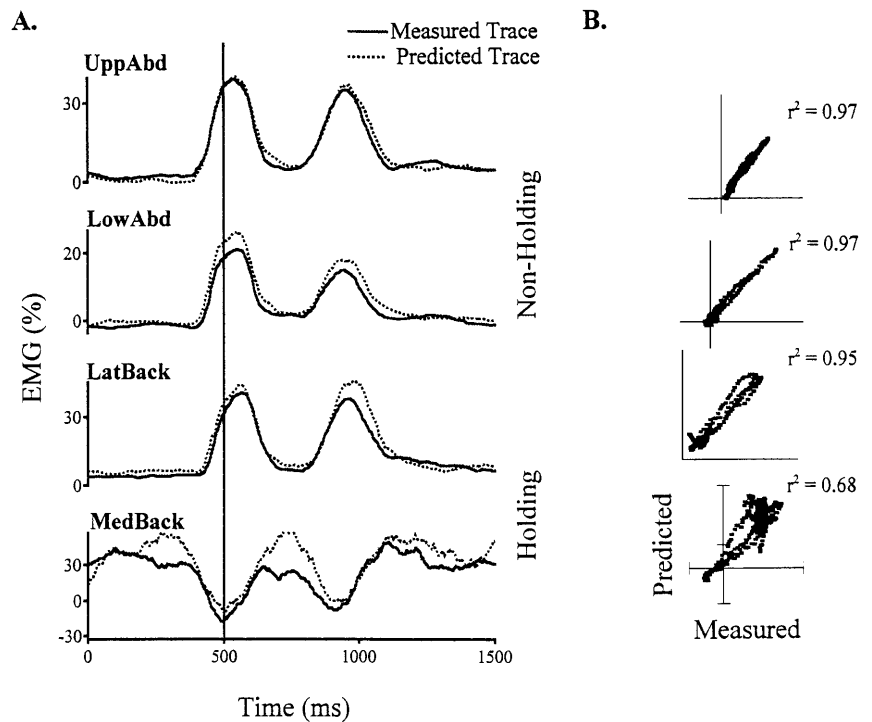 A.
Measured Trace
Predicted Trace
UppAbd
30
0
LowAbd
20
0
LatBack
30
0
MedBack
30
0
-30
0
500
1000
1500
EMG (%)
Time (ms)
Non-Holding
Holding
B.
r² = 0.97
r² = 0.97
r² = 0.95
r² = 0.68
Predicted
Measured